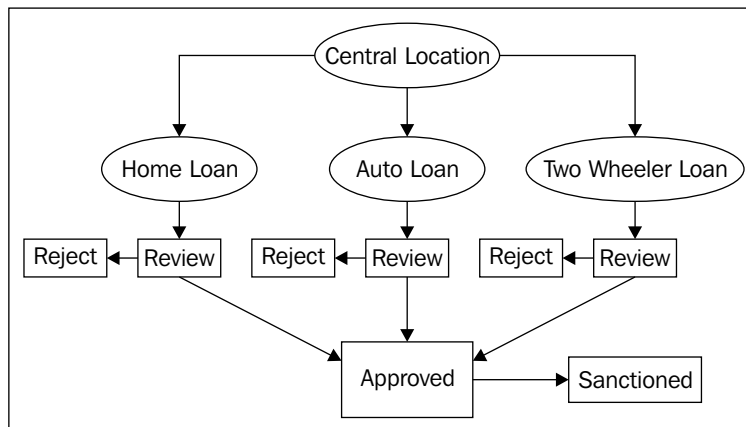 Central Location
Home Loan
Auto Loan
Two Wheeler Loan
Reject
Review
Reject
Review
Reject
Review
Approved
Sanctioned